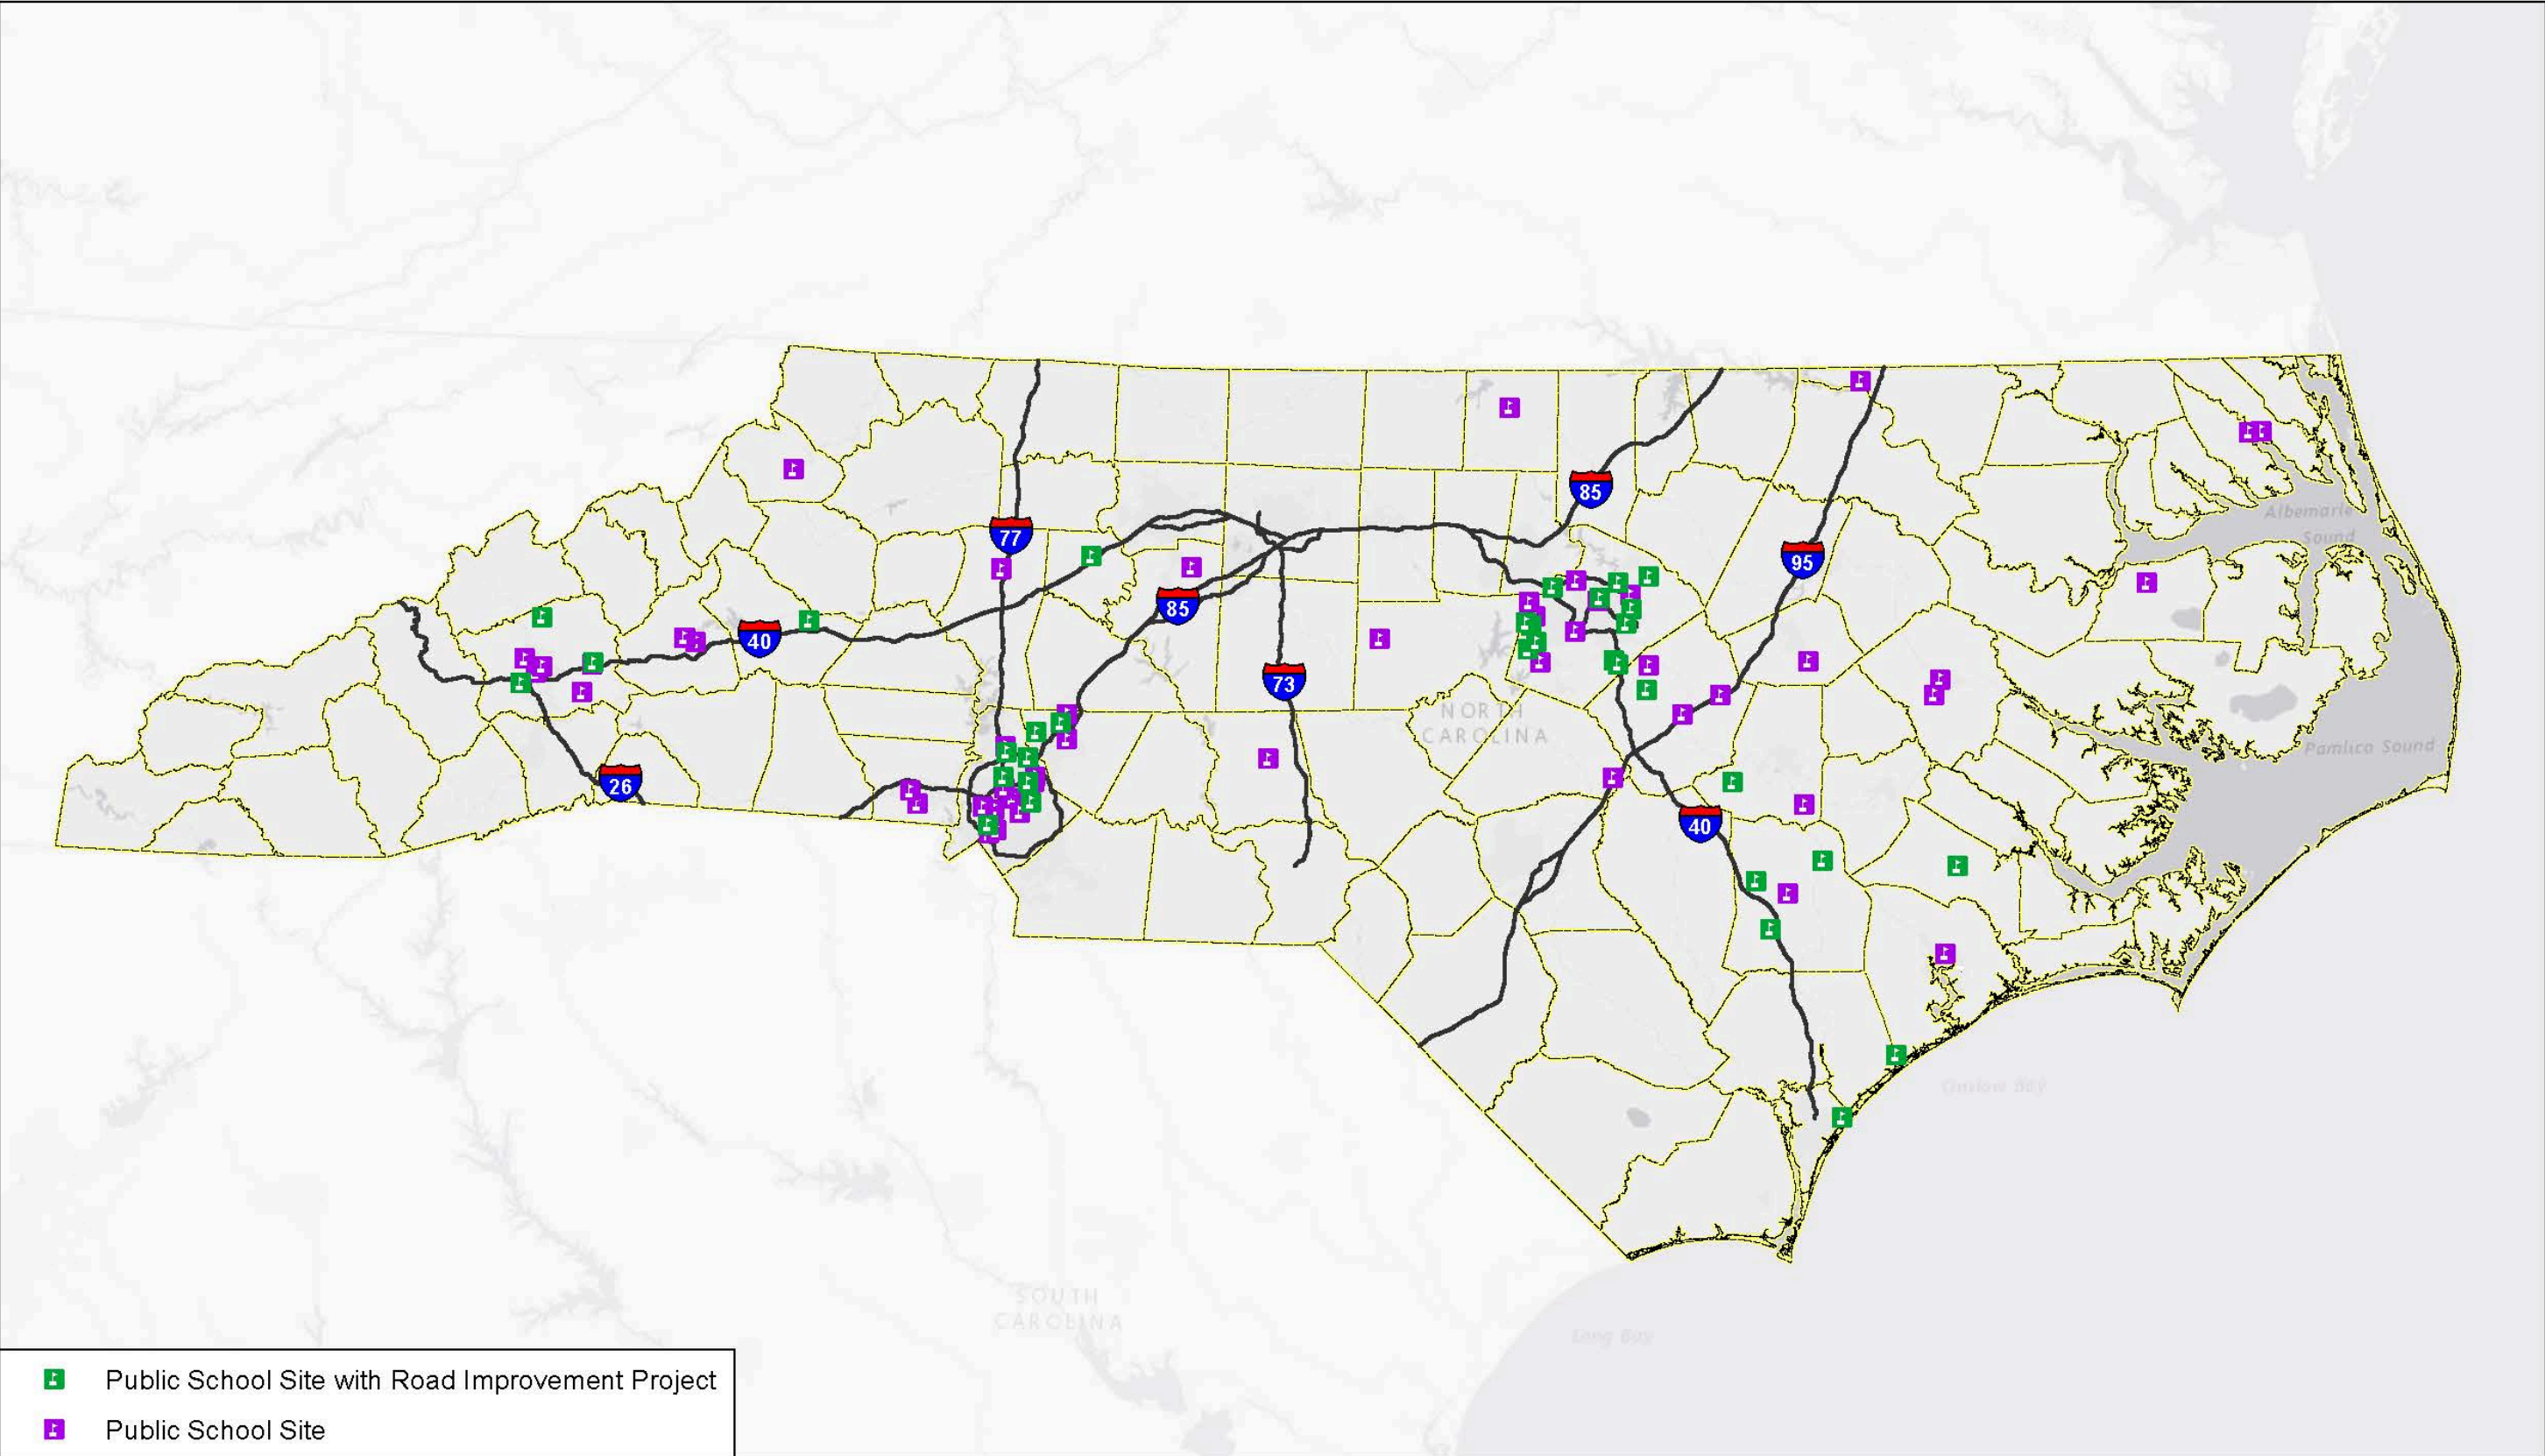 85
Albemarle
Sound
77
95
85
40
73
NORTH
CAROLINA
Pamlico Sound
26
40
Onslow Bay
SOUTH
CAROLINA
Long Bay
Public School Site with Road Improvement Project
Public School Site